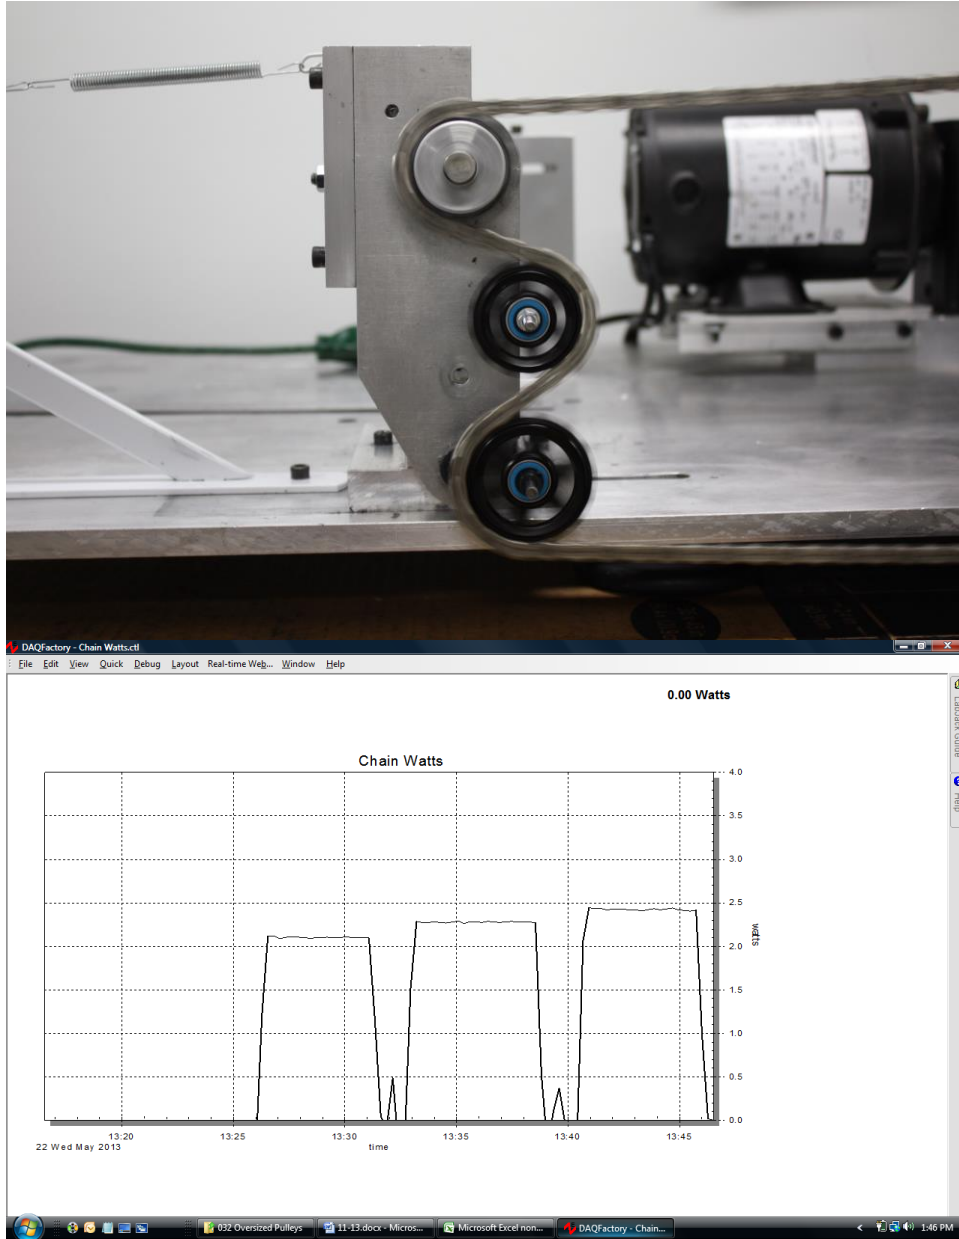 DAQFactory - Chain Watts.ctl
File Edit View Quick Debug Layout Real-time Web... Window Help
0.00 Watts
Chain Watts
4.0
3.5
3.0
2.5
2.0
1.5
1.0
0.5
0.0
watts
13:20 13:25 13:30 13:35 13:40 13:45
22 Wed May 2013
time
Help
032 Oversized Pulleys 11-13.docx - Micros... Microsoft Excel non... DAQFactory - Chain...
1:46 PM